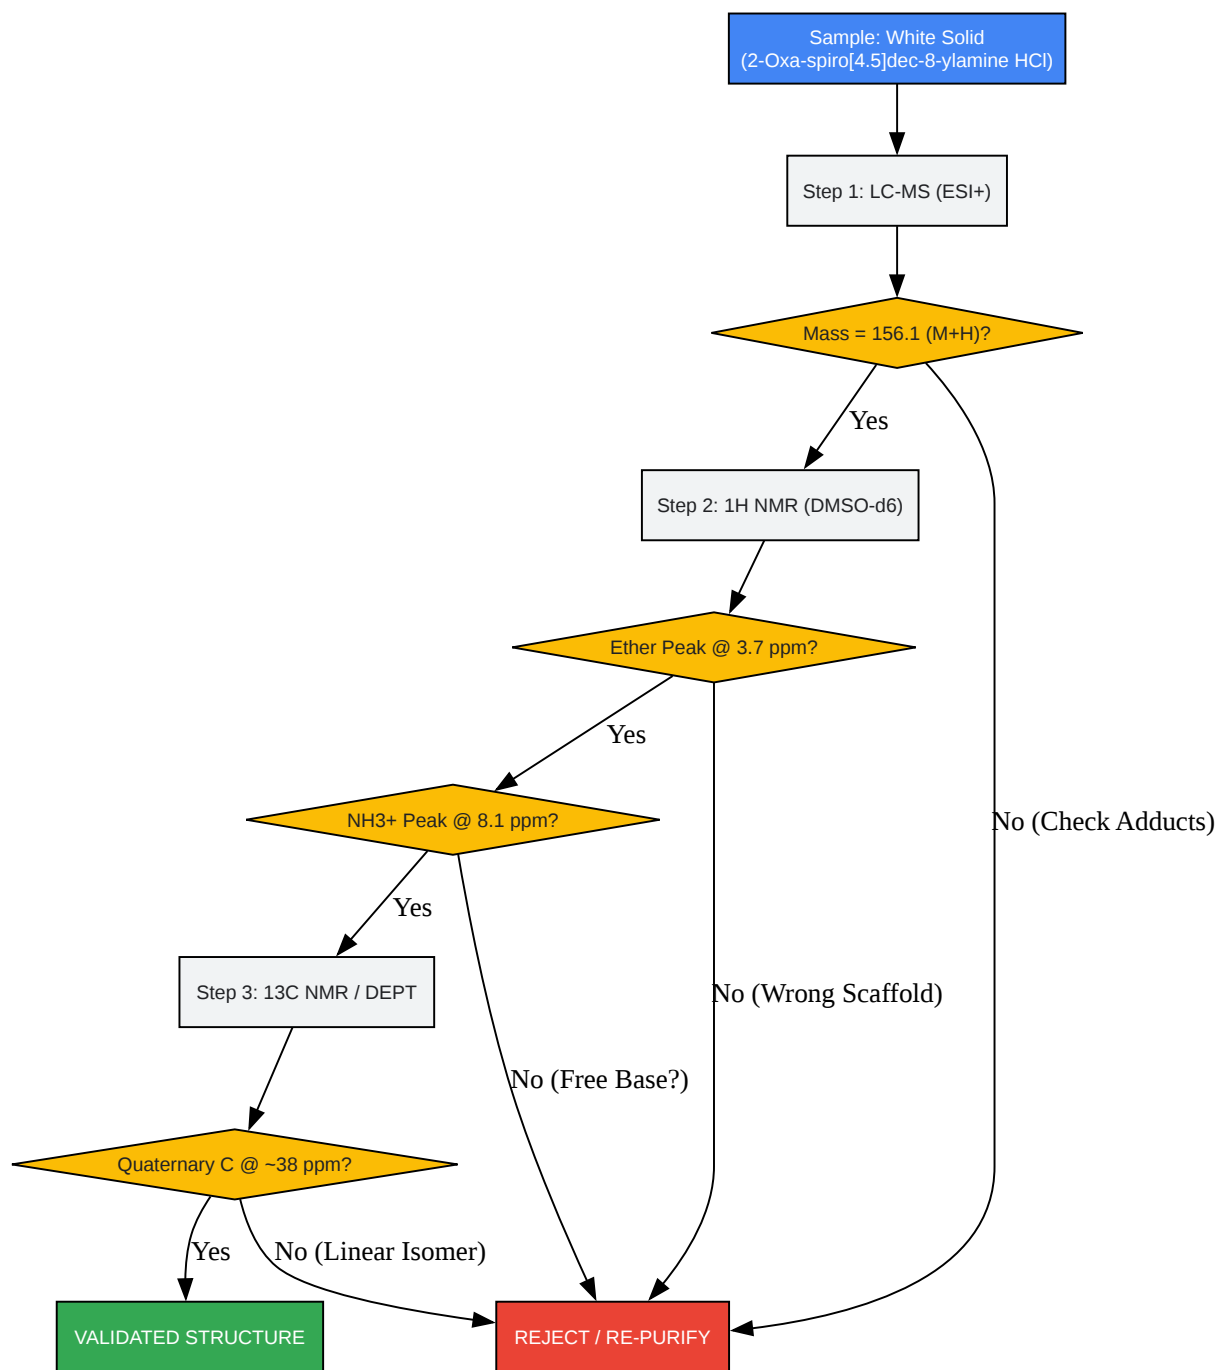 Sample: White Solid
(2-Oxa-spiro[4.5]dec-8-ylamine HCl)
Step 1: LC-MS (ESI+)
Mass = 156.1 (M+H)?
Yes
Step 2: 1H NMR (DMSO-d6)
Ether Peak @ 3.7 ppm?
Yes
NH3+ Peak @ 8.1 ppm?
No (Check Adducts)
Yes
Step 3: 13C NMR / DEPT
No (Wrong Scaffold)
No (Free Base?)
Quaternary C @ ~38 ppm?
Yes
No (Linear Isomer)
VALIDATED STRUCTURE
REJECT / RE-PURIFY